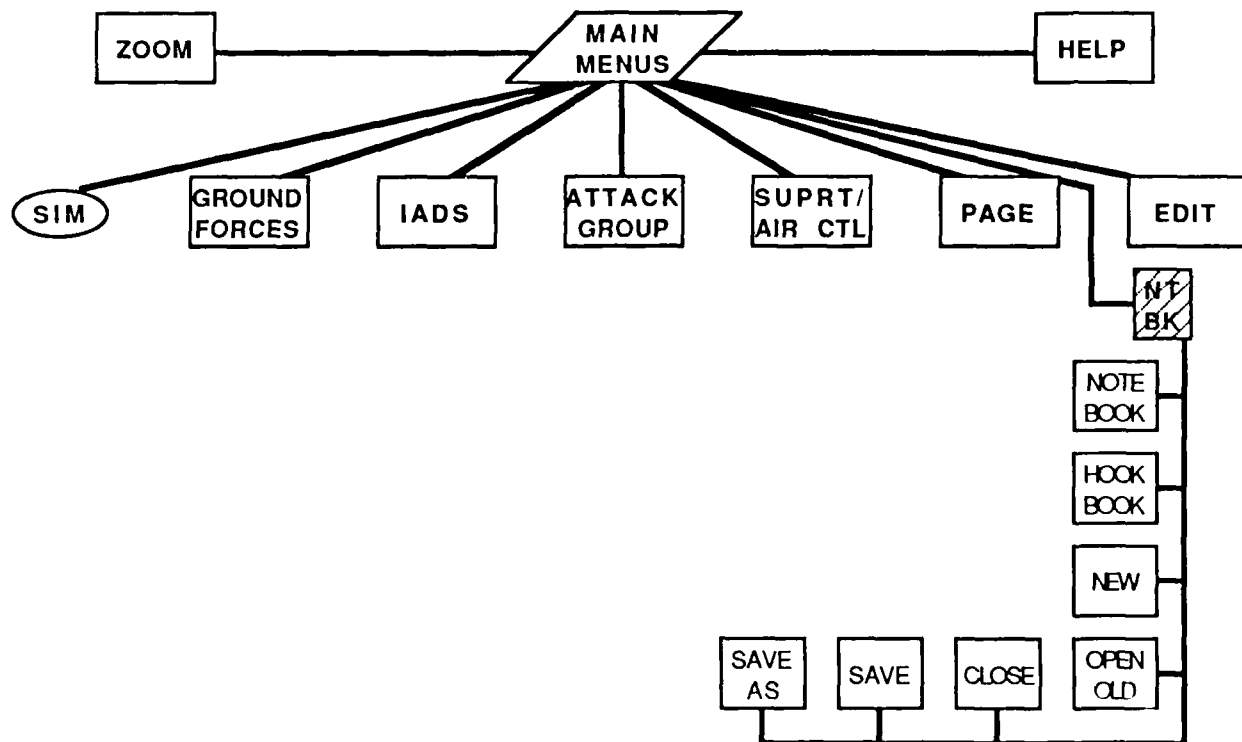 ZOOM
MAIN
MENUS
HELP
SIM
GROUND
FORCES
IADS
ATTACK
GROUP
SUPRT/
AIR CTL
PAGE
EDIT
NT
BK
NOTE
BOOK
HOOK
BOOK
NEW
SAVE
AS
SAVE
CLOSE
OPEN
OLD